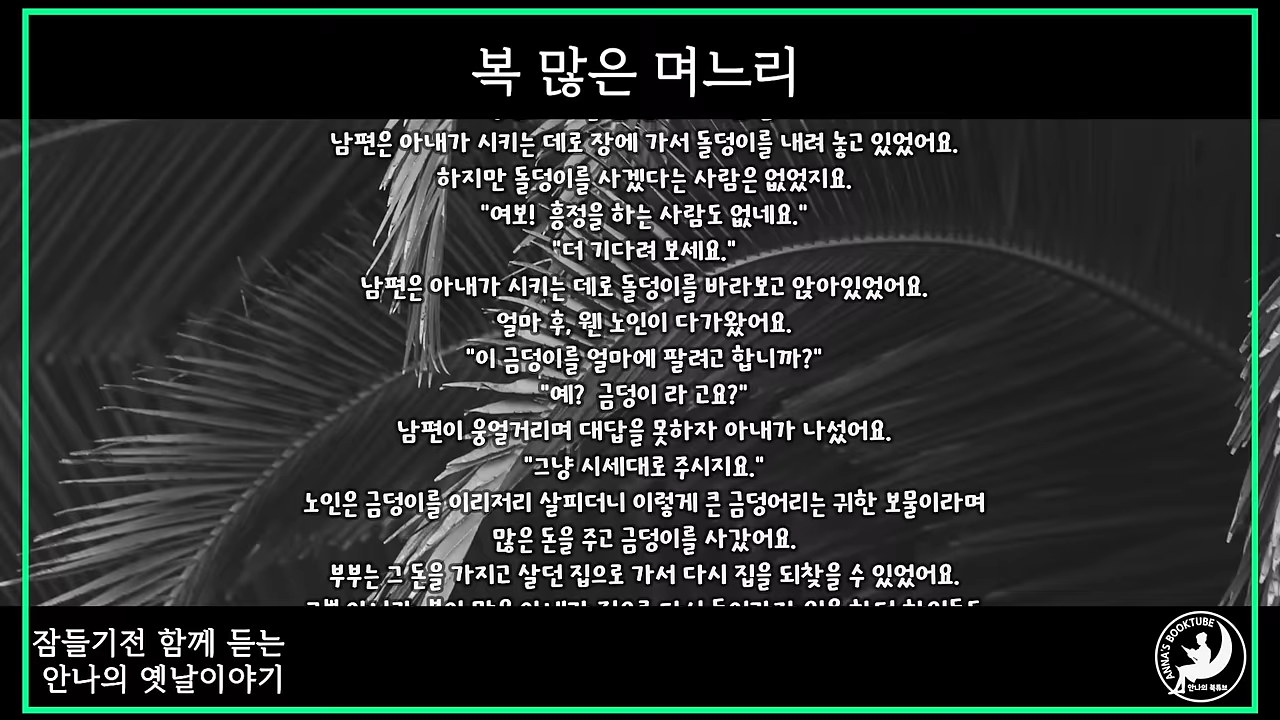 복 많은 며느리
남편은 아내가 시키는 데로 장에 가서 돌덩이를 내려 놓고 있었어요.
하지만 돌덩이를 사겠다는 사람은 없었지요.
"여보!  흥정을 하는 사람도 없네요."
"더 기다려 보세요."
남편은 아내가 시키는 데로 돌덩이를 바라보고 앉아있었어요.
얼마 후, 웬 노인이 다가왔어요.
"이 금덩이를 얼마에 팔려고 합니까?"
"예?  금덩이 라 고요?"
남편이 웅얼거리며 대답을 못하자 아내가 나섰어요.
"그냥 시세대로 주시지요."
노인은 금덩이를 이리저리 살피더니 이렇게 큰 금덩어리는 귀한 보물이라며
많은 돈을 주고 금덩이를 사갔어요.
부부는 그 돈을 가지고 살던 집으로 가서 다시 집을 되찾을 수 있었어요.
잠들기전 함께 듣는
안나의 옛날이야기
ANNA'S BOOKTUBE
안나의 북튜브